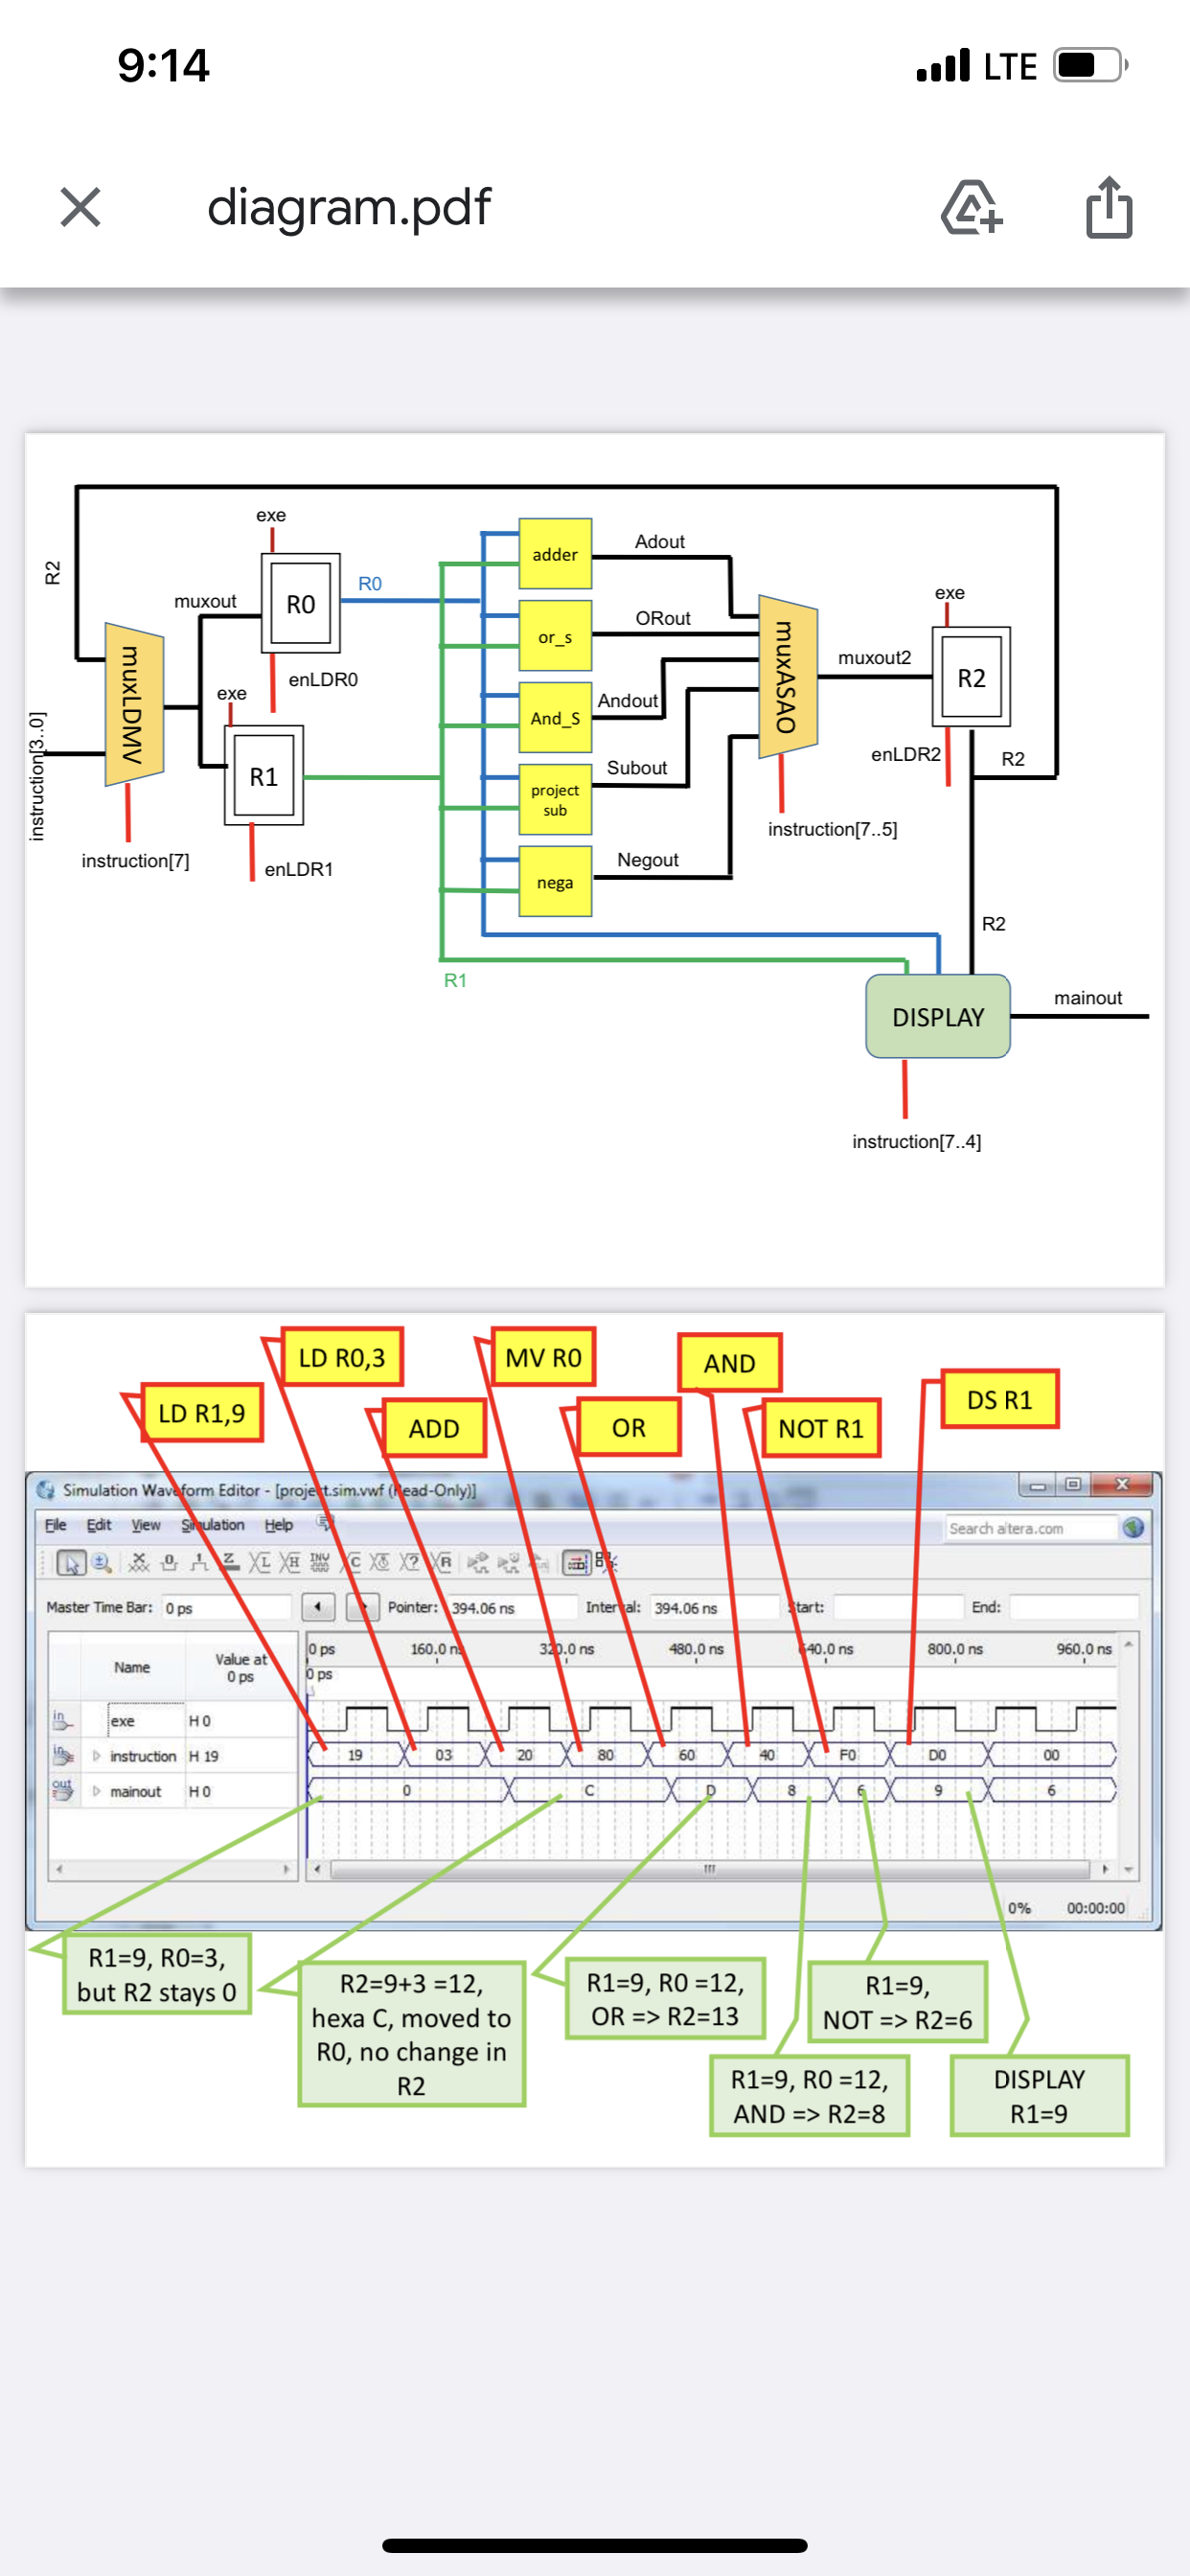 9:14
LTE
diagram.pdf
exe
R2
muxout
R0
R0
enLDR0
exe
muxLDMV
R1
instruction[3..0]
instruction[7]
enLDR1
adder
Adout
or_s
ORout
And_S
Andout
project
sub
Subout
nega
Negout
muxASAO
instruction[7..5]
muxout2
exe
R2
enLDR2
R2
R2
R1
DISPLAY
mainout
instruction[7..4]
LD R0,3
MV R0
AND
DS R1
LD R1,9
ADD
OR
NOT R1
Simulation Waveform Editor - [project.sim.vwf (Read-Only)]
File Edit View Simulation Help
Search altera.com
Master Time Bar: 0 ps
Pointer: 394.06 ns
Interval: 394.06 ns
Start:
End:
Name
Value at
0 ps
0 ps 160.0 ns 320.0 ns 480.0 ns 640.0 ns 800.0 ns 960.0 ns
0 ps
in exe H 0
instruction H 19 19 03 20 80 60 40 F0 D0 00
out mainout H 0 0 C D 8 6 9 6
0% 00:00:00
R1=9, R0=3,
but R2 stays 0
R2=9+3 =12,
hexa C, moved to
R0, no change in
R2
R1=9, R0 =12,
OR => R2=13
R1=9,
NOT => R2=6
R1=9, R0 =12,
AND => R2=8
DISPLAY
R1=9